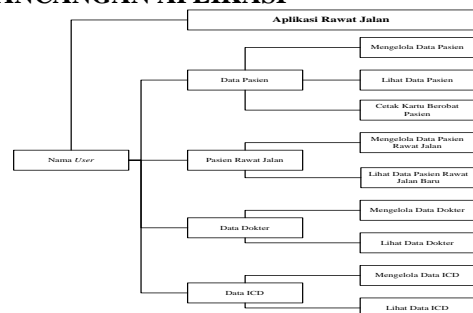 ANCANGAN APLIKASI
Aplikasi Rawat Jalan
Mengelola Data Pasien
Data Pasien
Lihat Data Pasien
Cetak Kartu Berobat
Pasien
Mengelola Data Pasien
Rawat Jalan
Nama User
Pasien Rawat Jalan
Lihat Data Pasien Rawat
Jalan Baru
Mengelola Data Dokter
Data Dokter
Lihat Data Dokter
Mengelola Data ICD
Data ICD
Lihat Data ICD